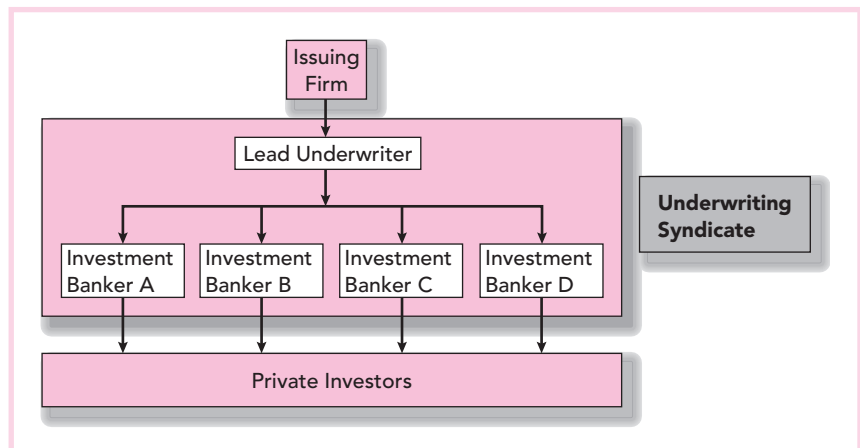 Issuing
Firm
Lead Underwriter
Underwriting
Syndicate
Investment
Banker A
Investment
Banker B
Investment
Banker C
Investment
Banker D
Private Investors